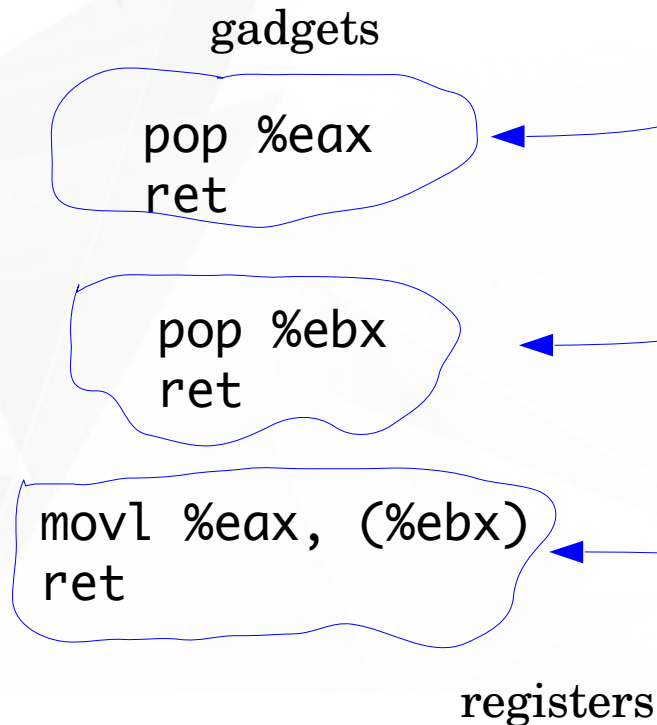 gadgets
pop %eax
ret
pop %ebx
ret
movl %eax, (%ebx)
ret
registers